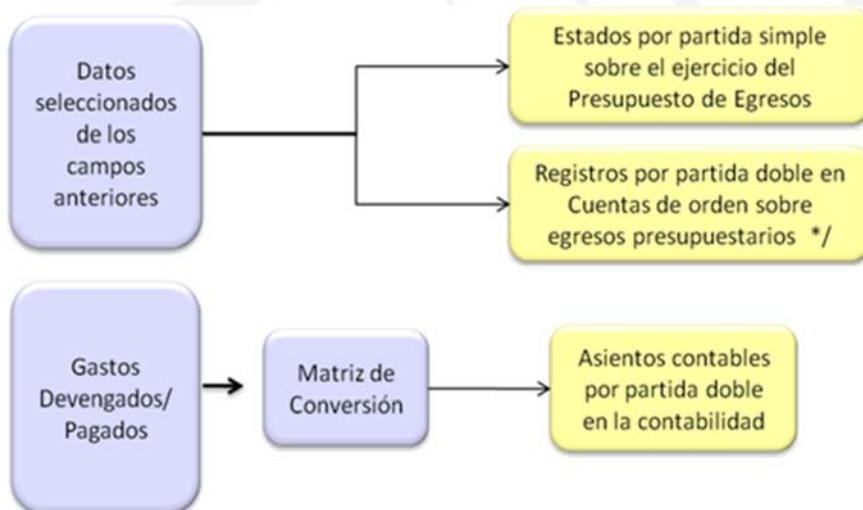 Datos
seleccionados
de los
campos
anteriores
Estados por partida simple
sobre el ejercicio del
Presupuesto de Egresos
Registros por partida doble en
Cuentas de orden sobre
egresos presupuestarios */
Gastos
Devengados/
Pagados
Matriz de
Conversión
Asientos contables
por partida doble
en la contabilidad